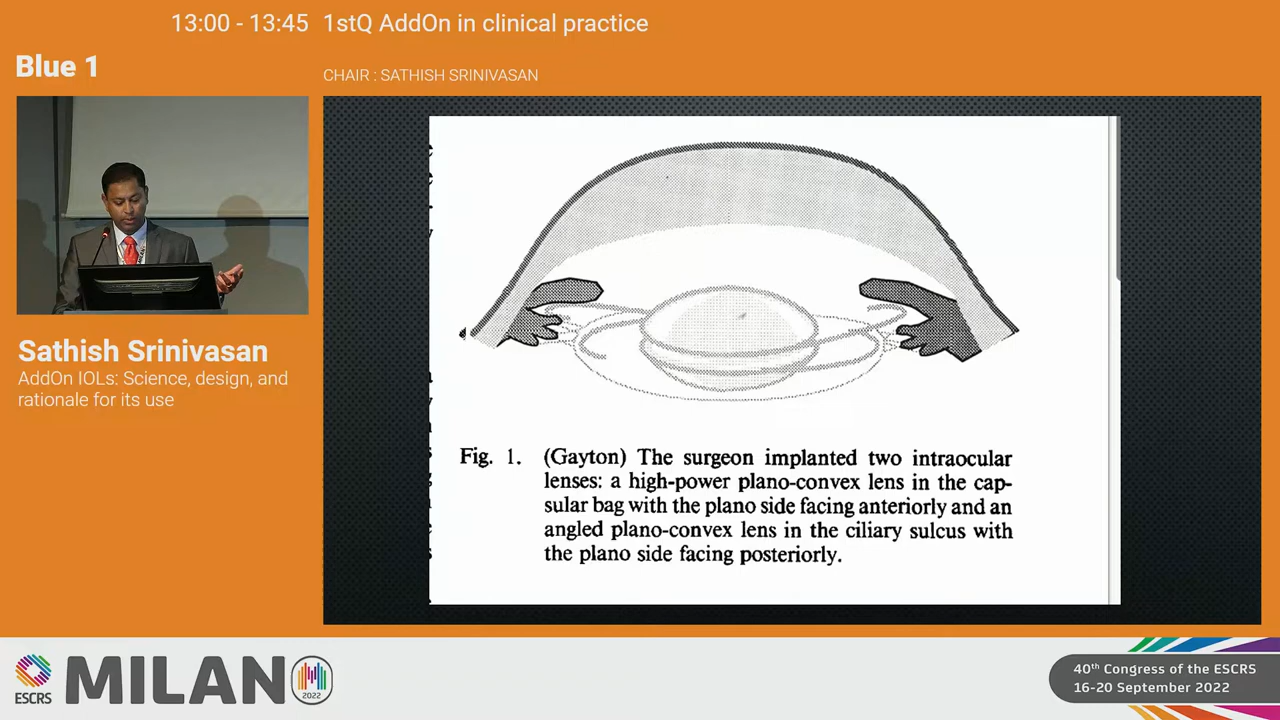 13:00 - 13:45 1stQ AddOn in clinical practice
Blue 1
CHAIR : SATHISH SRINIVASAN
Fig. 1. (Gayton) The surgeon implanted two intraocular
lenses: a high-power plano-convex lens in the cap-
sular bag with the plano side facing anteriorly and an
angled plano-convex lens in the ciliary sulcus with
the plano side facing posteriorly.
Sathish Srinivasan
AddOn IOLs: Science, design, and
rationale for its use
ESCRS
MILANO
2022
40th Congress of the ESCRS
16-20 September 2022